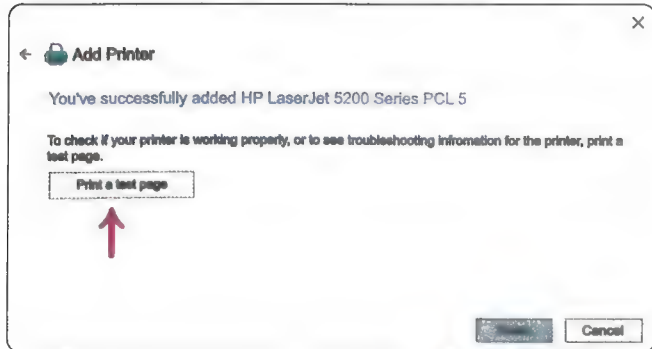 Add Printer
You've successfully added HP LaserJet 5200 Series PCL 5
To check if your printer is working properly, or to see troubleshooting infromation for the printer, print a
test page.
Print a test page
Cancel